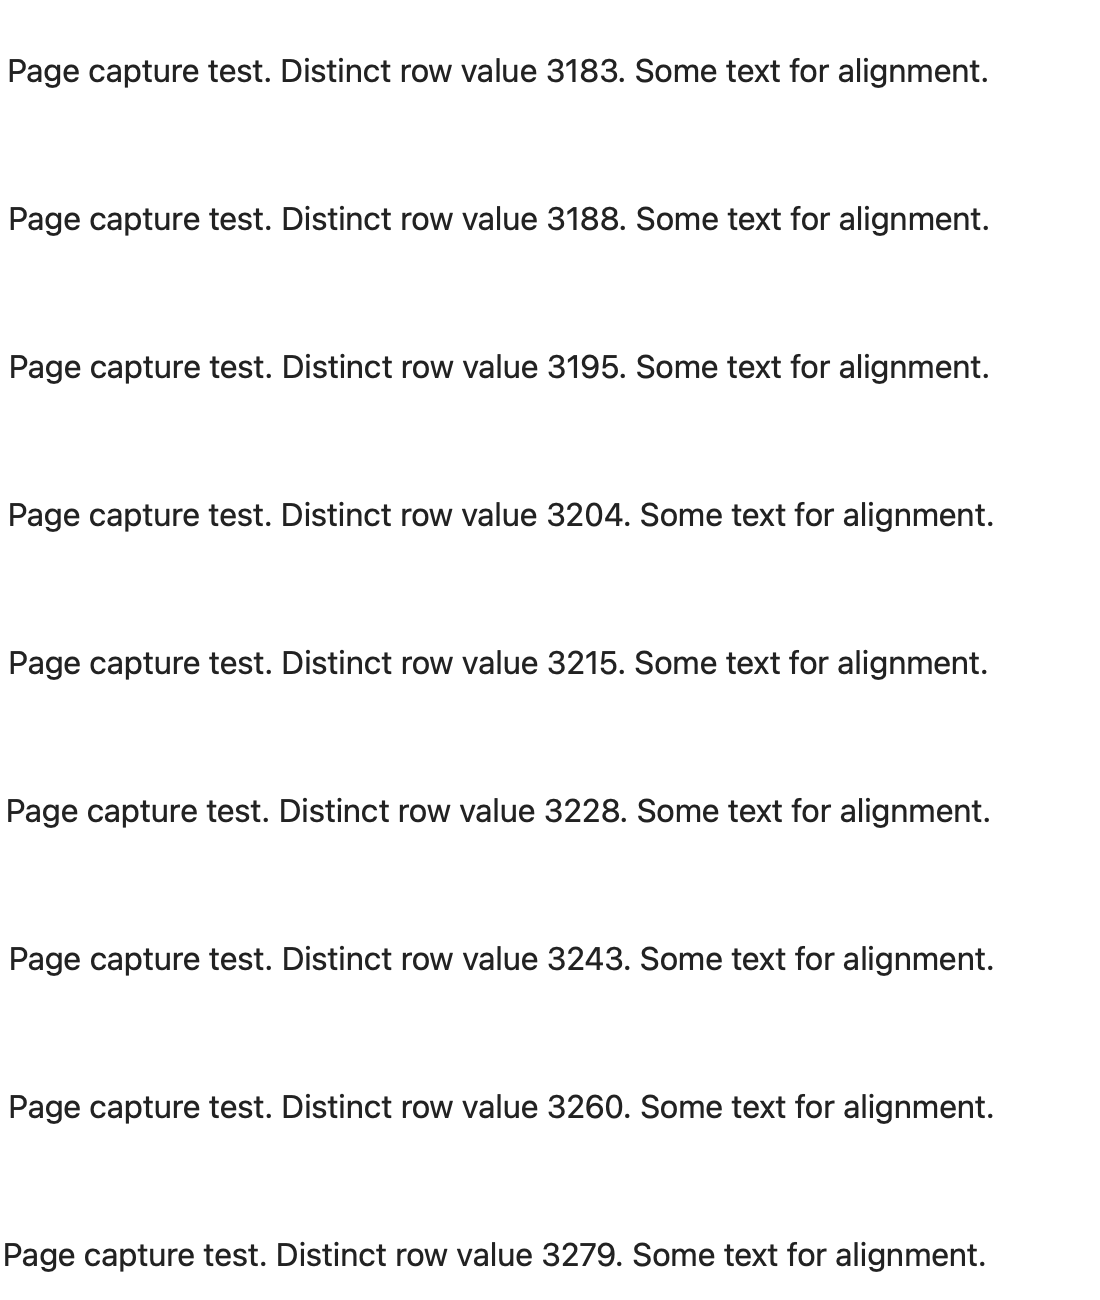 Page capture test. Distinct row value 3183. Some text for alignment.
Page capture test. Distinct row value 3188. Some text for alignment.
Page capture test. Distinct row value 3195. Some text for alignment.
Page capture test. Distinct row value 3204. Some text for alignment.
Page capture test. Distinct row value 3215. Some text for alignment.
Page capture test. Distinct row value 3228. Some text for alignment.
Page capture test. Distinct row value 3243. Some text for alignment.
Page capture test. Distinct row value 3260. Some text for alignment.
Page capture test. Distinct row value 3279. Some text for alignment.